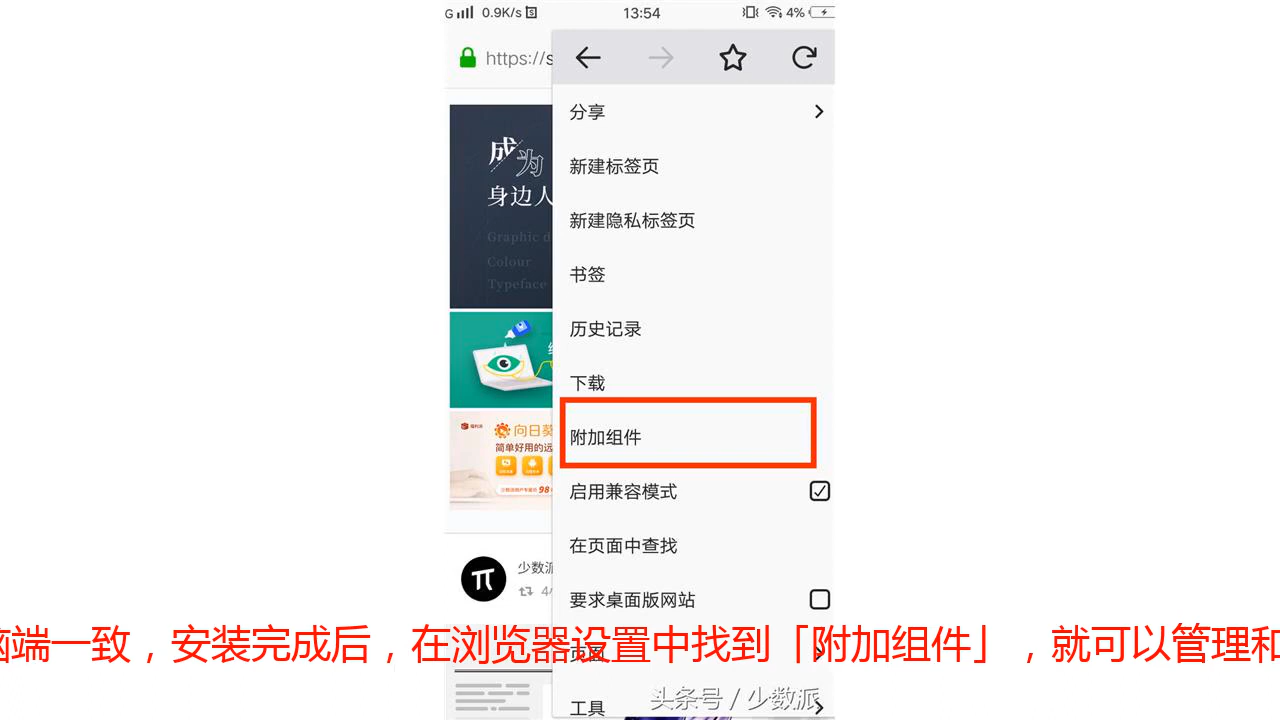 G 0.9K/s 13:54 4%
https://s
分享
成为
新建标签页
身边人
新建隐私标签页
Graphic d
Colour
书签
Typeface
历史记录
下载
向日葵
附加组件
简单好用的远
98
启用兼容模式
在页面中查找
少数派
要求桌面版网站
端一致，安装完成后，在浏览器设置中找到「附加组件」，就可以管理和
页面
头条号 / 少数派
工具